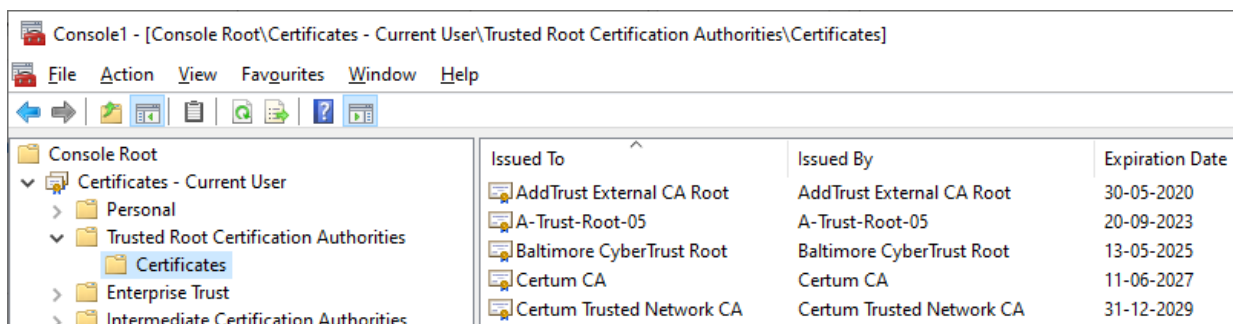 Console1 - [Console Root\Certificates - Current User\Trusted Root Certification Authorities\Certificates]
File Action View Favourites Window Help
Console Root
Certificates - Current User
Personal
Trusted Root Certification Authorities
Certificates
Enterprise Trust
Intermediate Certification Authorities
Issued To Issued By Expiration Date
AddTrust External CA Root AddTrust External CA Root 30-05-2020
A-Trust-Root-05 A-Trust-Root-05 20-09-2023
Baltimore CyberTrust Root Baltimore CyberTrust Root 13-05-2025
Certum CA Certum CA 11-06-2027
Certum Trusted Network CA Certum Trusted Network CA 31-12-2029